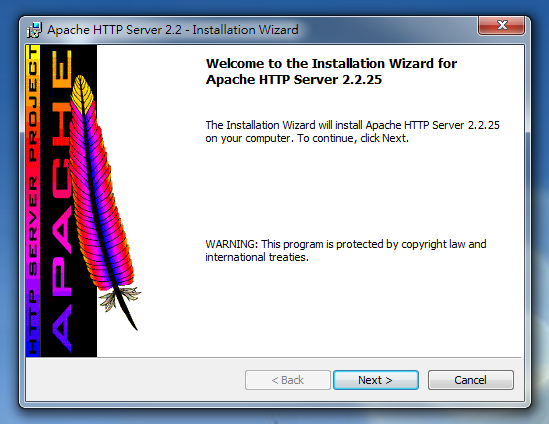 Apache HTTP Server 2.2 - Installation Wizard
HTTP SERVER PROJECT
APACHE
Welcome to the Installation Wizard for
Apache HTTP Server 2.2.25
The Installation Wizard will install Apache HTTP Server 2.2.25
on your computer. To continue, click Next.
WARNING: This program is protected by copyright law and
international treaties.
< Back
Next >
Cancel